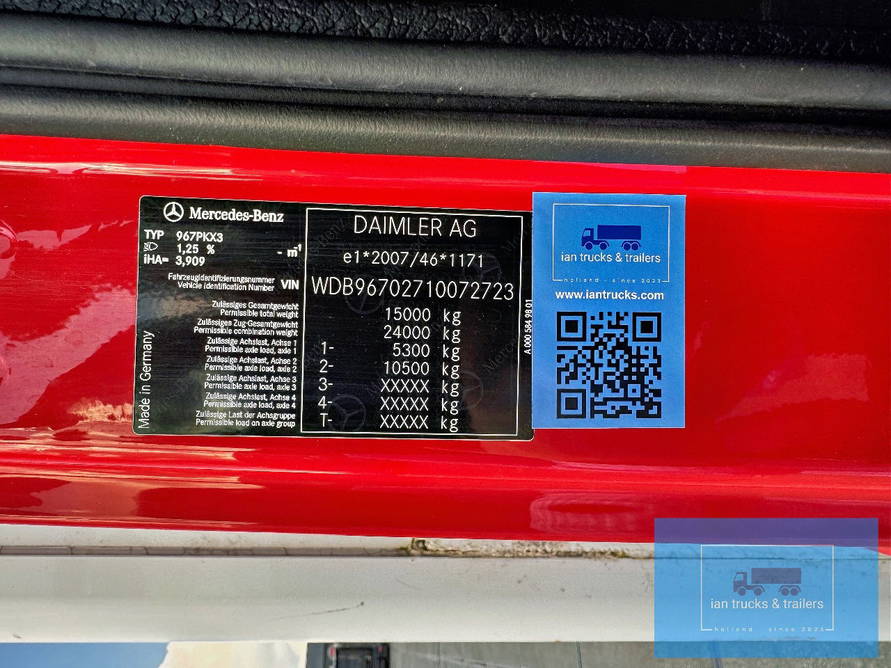 Mercedes-Benz
TYP 967PKX3
1,25 % - m⁻¹
iHA= 3,909
DAIMLER AG
e1*2007/46*1171
Fahrzeugidentifizierungsnummer
Vehicle Identification Number VIN
WDB96702710072723
Zulässiges Gesamtgewicht
Permissible total weight
15000 kg
Zulässiges Zug-Gesamtgewicht
Permissible combination weight
24000 kg
Zulässige Achslast, Achse 1
Permissible axle load, axle 1
1- 5300 kg
Zulässige Achslast, Achse 2
Permissible axle load, axle 2
2- 10500 kg
Zulässige Achslast, Achse 3
Permissible axle load, axle 3
3- XXXXX kg
Zulässige Achslast, Achse 4
Permissible axle load, axle 4
4- XXXXX kg
Zulässige Last der Achsgruppe
Permissible load on axle group
T- XXXXX kg
Made in Germany
A 000 584 98 01
ian trucks & trailers
holland - since 2023
www.iantrucks.com
ian trucks & trailers
holland - since 2023